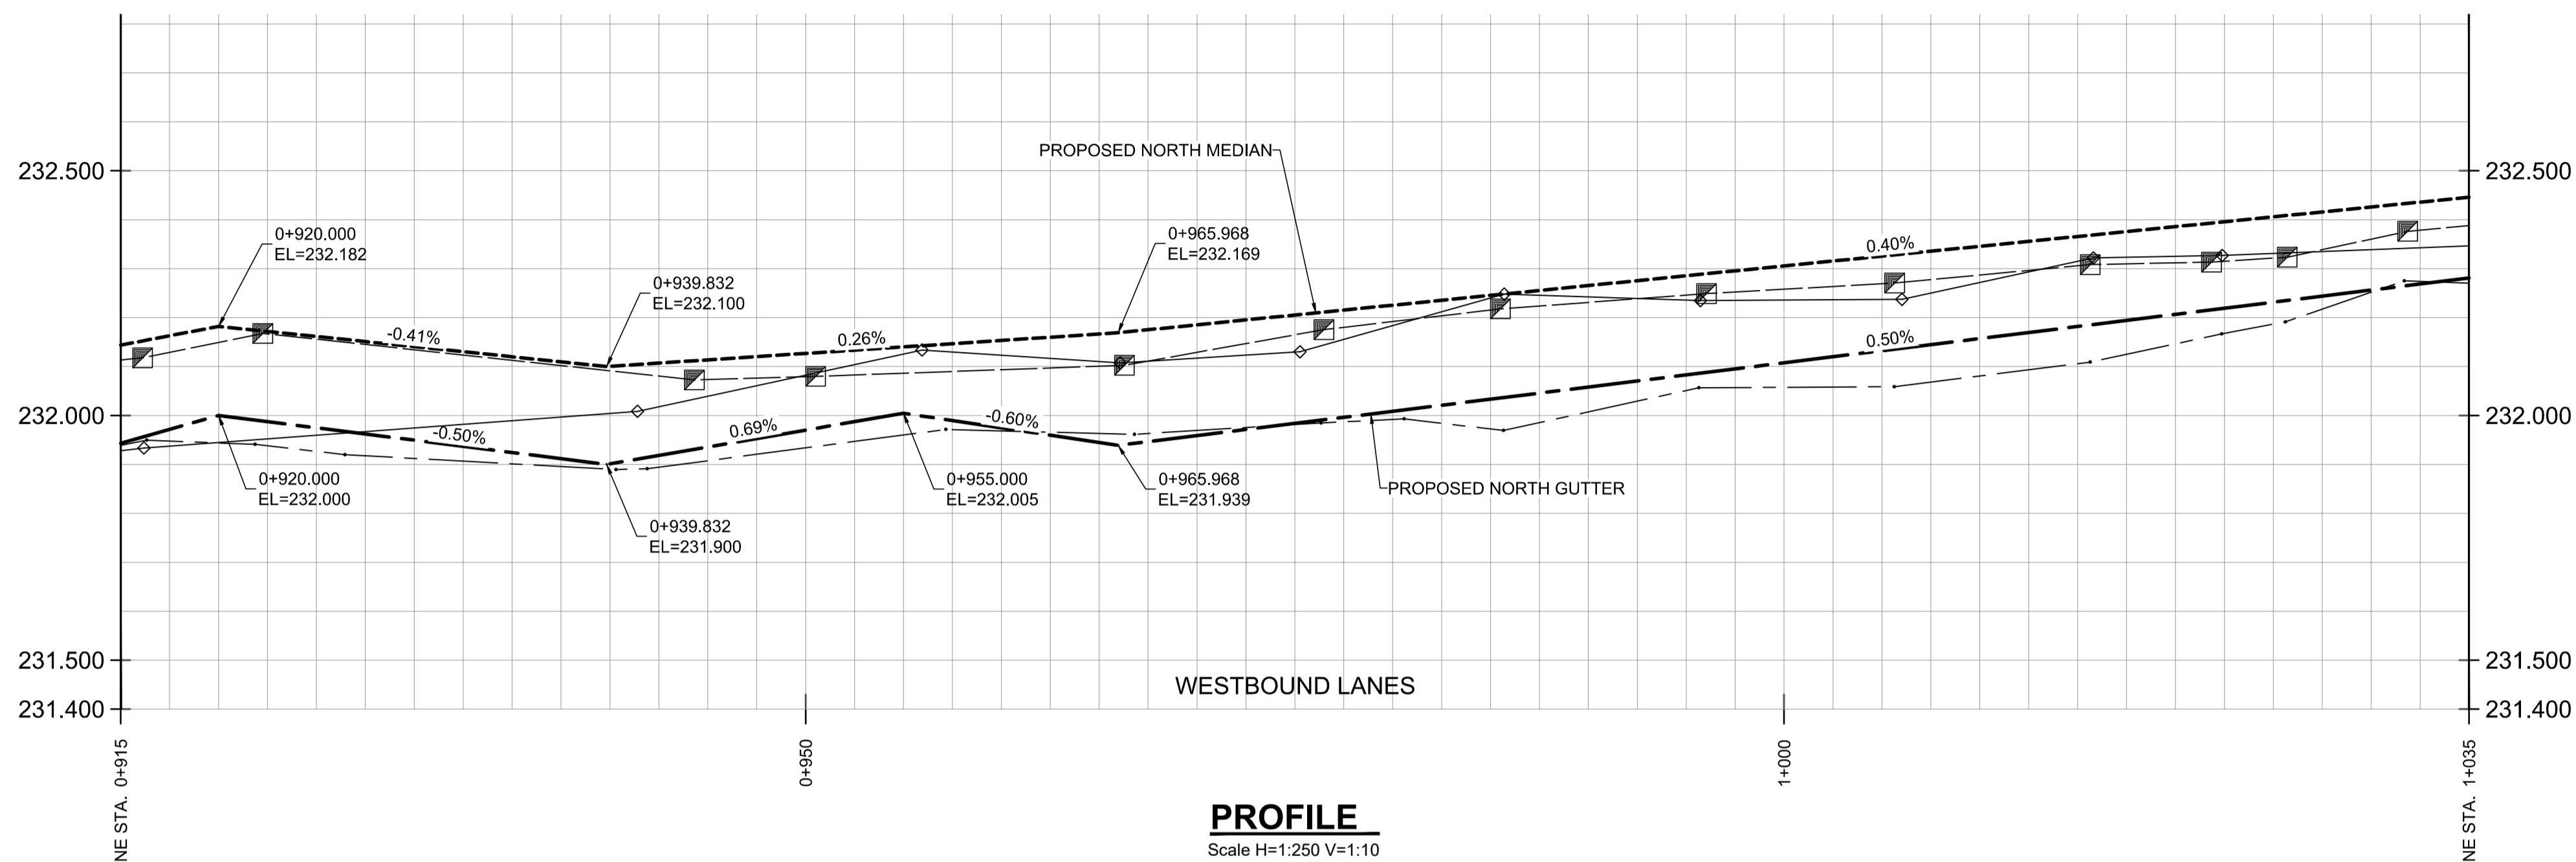 PROPOSED NORTH MEDIAN
232.500
232.500
0+920.000
EL=232.182
0+965.968
EL=232.169
0.40%
0+939.832
EL=232.100
-0.41%
0.26%
0.50%
232.000
232.000
-0.50%
0.69%
-0.60%
0+920.000
EL=232.000
0+955.000
EL=232.005
0+965.968
EL=231.939
PROPOSED NORTH GUTTER
0+939.832
EL=231.900
231.500
231.500
WESTBOUND LANES
231.400
231.400
NE STA. 0+915
0+950
1+000
NE STA. 1+035
PROFILE
Scale H=1:250 V=1:10